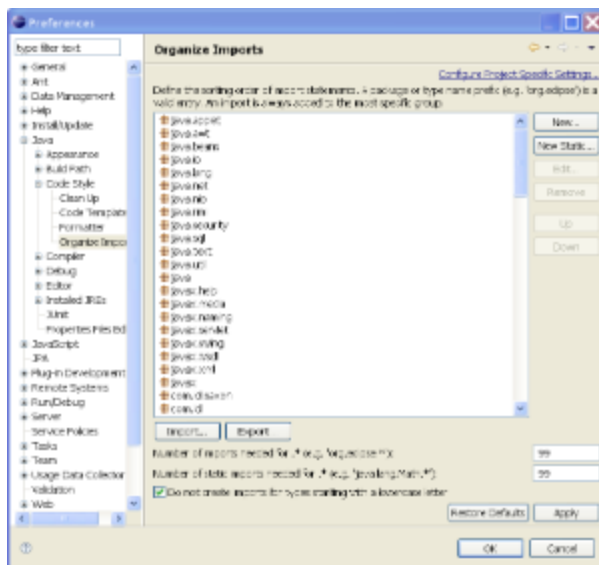 Preferences
type filter text
General
Ant
Data Management
Help
Install/Update
Java
Appearance
Build Path
Code Style
Clean Up
Code Template
Formatter
Organize Impor
Compiler
Debug
Editor
Installed JREs
JUnit
Properties Files Ed
JavaScript
JPA
Plug-in Development
Remote Systems
Run/Debug
Server
Service Policies
Tasks
Team
Usage Data Collector
Validation
Web
Organize Imports
Configure Project Specific Settings...
Define the sorting order of import statements. A package or type name prefix (e.g. 'org.eclipse') is a
valid entry. An import is always added to the most specific group.
java.applet
java.awt
java.beans
java.io
java.lang
java.net
java.nio
java.rmi
java.security
java.sql
java.text
java.util
java
javax.help
javax.media
javax.naming
javax.servlet
javax.swing
javax.xml
javax
com.dl
New...
New Static...
Edit...
Remove
Up
Down
Import...
Export
Number of imports needed for .* (e.g. 'org.eclipse.*'):
99
Number of static imports needed for .* (e.g. 'java.lang.Math.*'):
99
Do not create imports for types starting with a lowercase letter
Restore Defaults
Apply
OK
Cancel